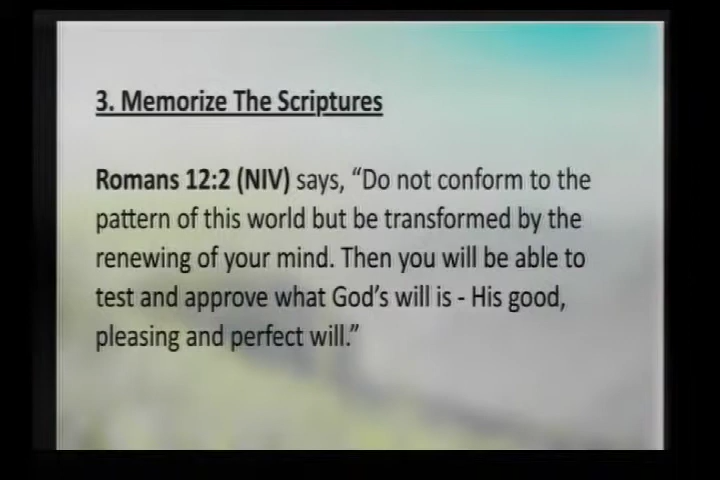 3. Memorize The Scriptures
Romans 12:2 (NIV) says, “Do not conform to the
pattern of this world but be transformed by the
renewing of your mind. Then you will be able to
test and approve what God’s will is - His good,
pleasing and perfect will.”